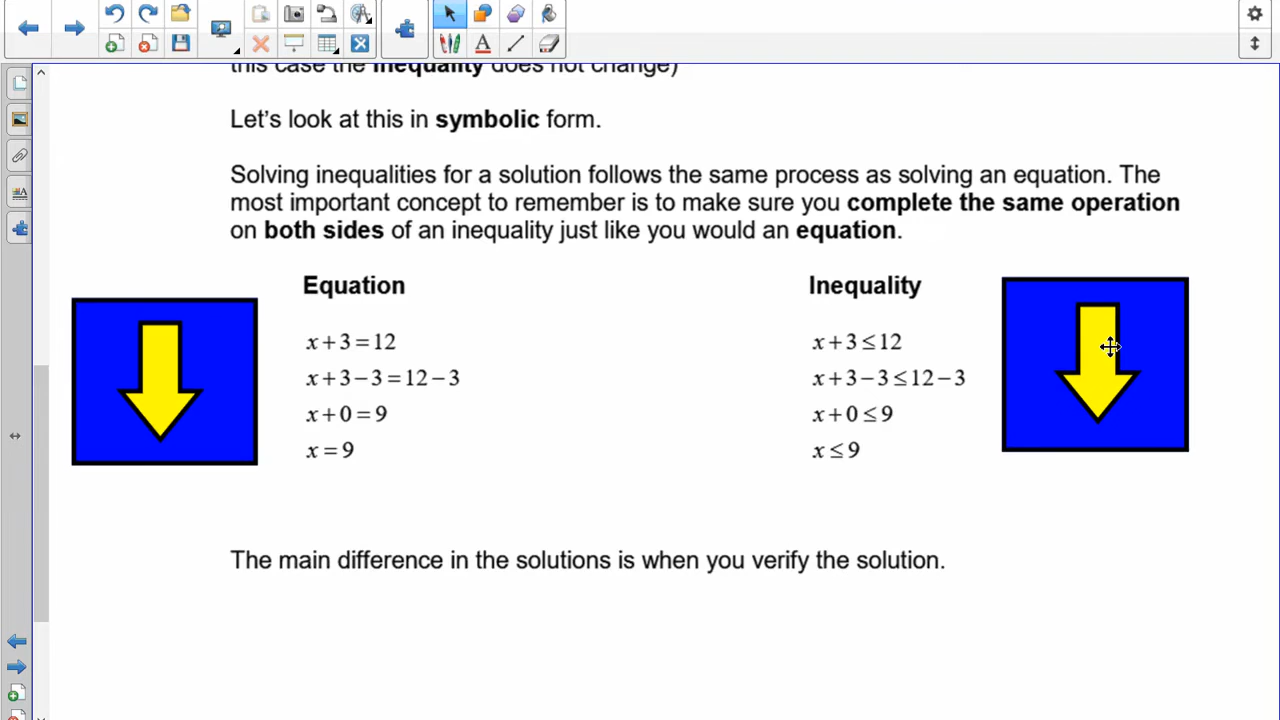 this case the inequality does not change)
Let's look at this in symbolic form.
Solving inequalities for a solution follows the same process as solving an equation. The
most important concept to remember is to make sure you complete the same operation
on both sides of an inequality just like you would an equation.
Equation
x + 3 = 12
x + 3 − 3 = 12 − 3
x + 0 = 9
x = 9
Inequality
x + 3 ≤ 12
x + 3 − 3 ≤ 12 − 3
x + 0 ≤ 9
x ≤ 9
The main difference in the solutions is when you verify the solution.